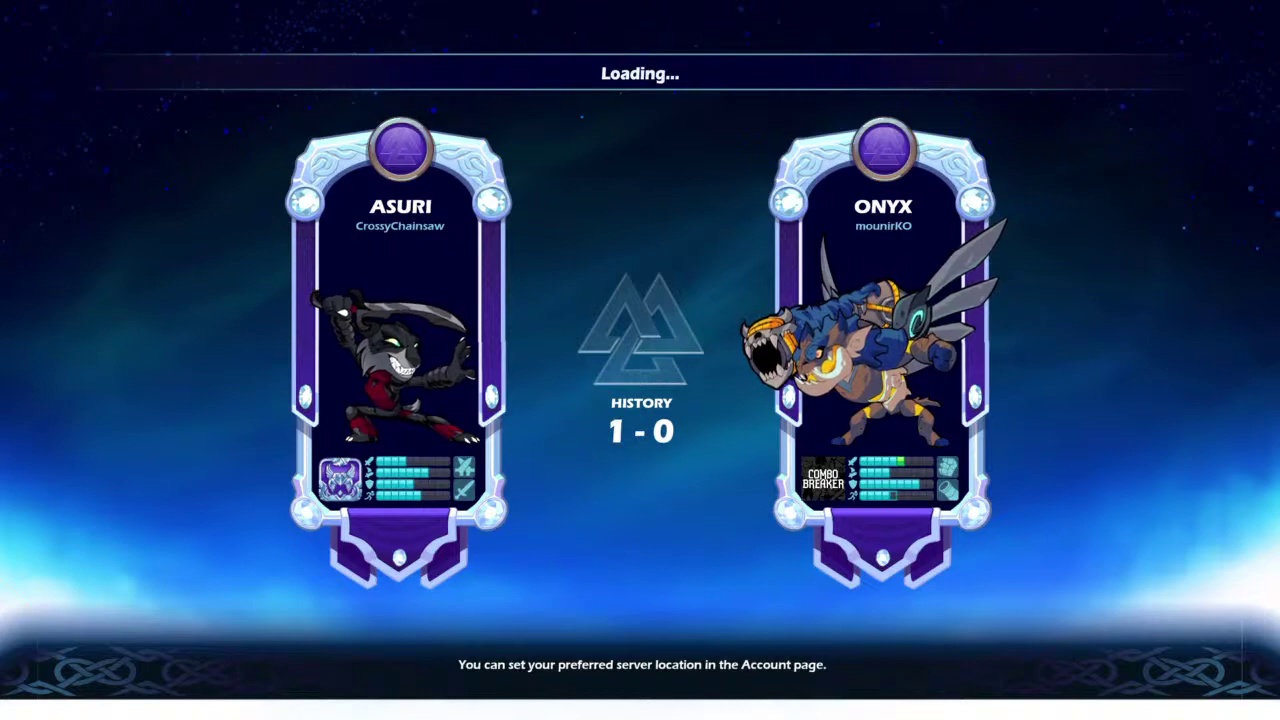 Loading...
ASURI
CrossyChainsaw
ONYX
mounirKO
HISTORY
1 - 0
COMBO
BREAKER
You can set your preferred server location in the Account page.